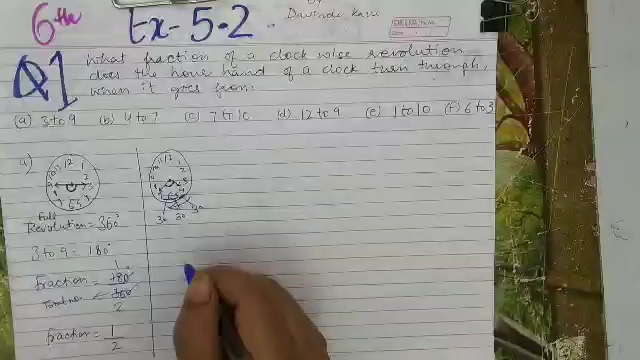 6th Ex-5.2
Davinder Kaur
Q1 What fraction of a clock wise revolution
does the hour hand of a clock turn through,
when it goes from:
(a) 3 to 9 (b) 4 to 7 (c) 7 to 10 (d) 12 to 9 (e) 1 to 10 (f) 6 to 3
a)
Full
Revolution = 360°
3 to 9 = 180°
fraction = 180°
360°
1
2
fraction = 1
2
30 30 30